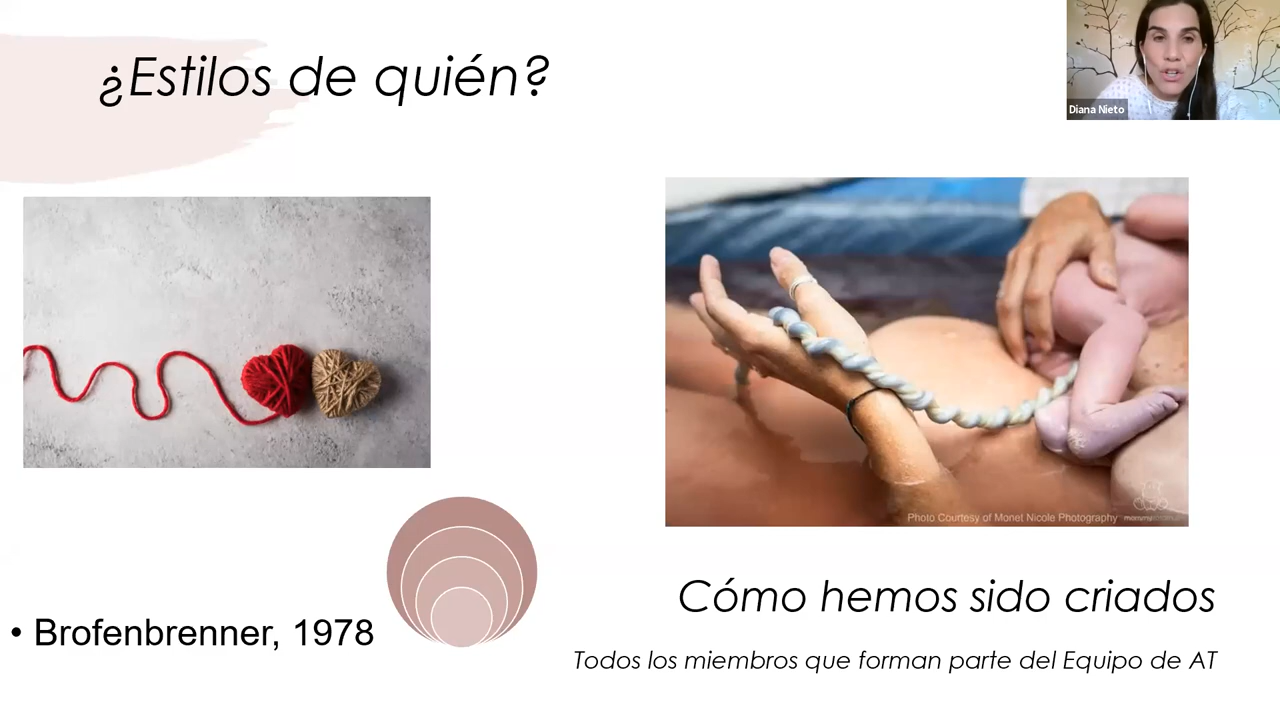 ¿Estilos de quién?
Diana Nieto
Photo Courtesy of Monet Nicole Photography
• Brofenbrenner, 1978
Cómo hemos sido criados
Todos los miembros que forman parte del Equipo de AT